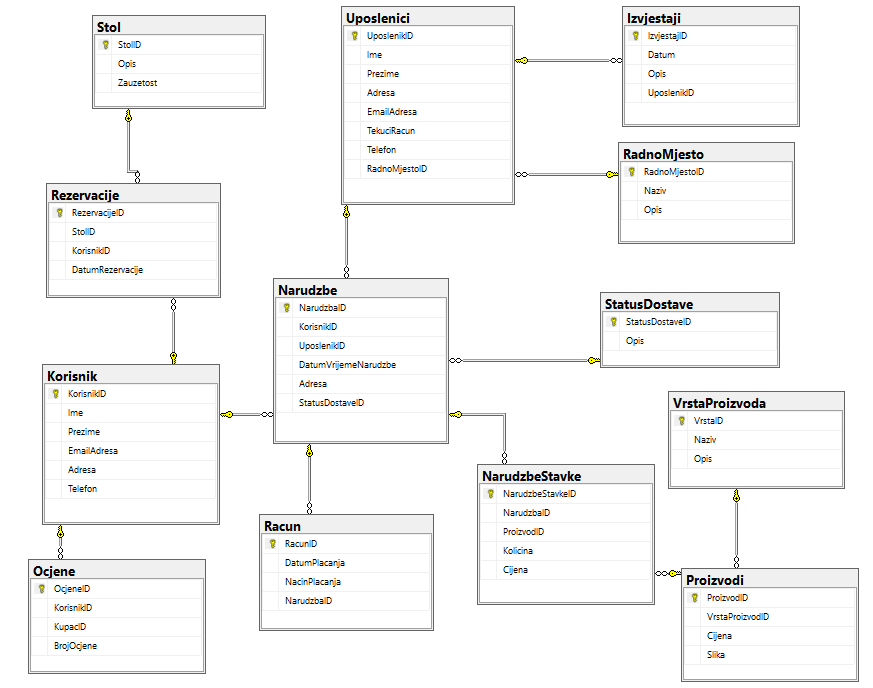 Stol
StolID
Opis
Zauzetost
Uposlenici
UposlenikID
Ime
Prezime
Adresa
EmailAdresa
TekuciRacun
Telefon
RadnoMjestoID
Izvjestaji
IzvjestajID
Datum
Opis
UposlenikID
RadnoMjesto
RadnoMjestoID
Naziv
Opis
Rezervacije
RezervacijeID
StolID
KorisnikID
DatumRezervacije
Narudzbe
NarudzbaID
KorisnikID
UposlenikID
DatumVrijemeNarudzbe
Adresa
StatusDostaveID
StatusDostave
StatusDostaveID
Opis
Korisnik
KorisnikID
Ime
Prezime
EmailAdresa
Adresa
Telefon
VrstaProizvoda
VrstaID
Naziv
Opis
NarudzbeStavke
NarudzbeStavkeID
NarudzbaID
ProizvodID
Kolicina
Cijena
Racun
RacunID
DatumPlacanja
NacinPlacanja
NarudzbaID
Ocjene
OcjeneID
KorisnikID
KupacID
BrojOcjene
Proizvodi
ProizvodID
VrstaProizvodID
Cijena
Slika